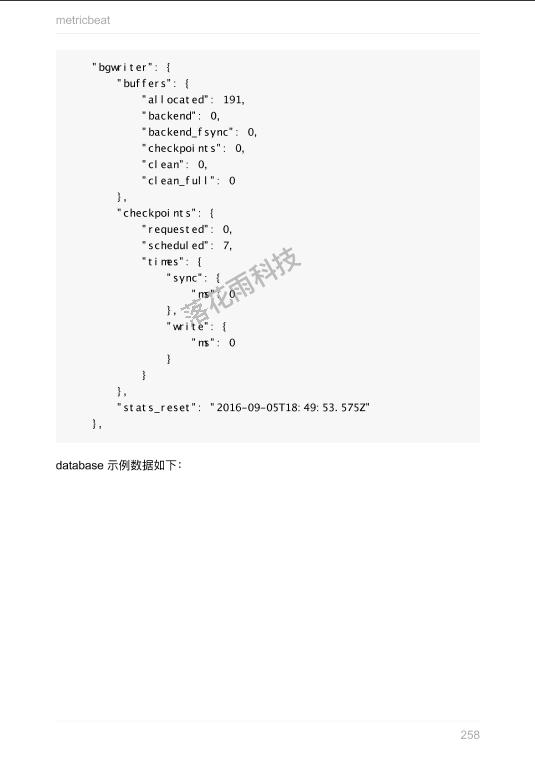 metricbeat
"bgwriter": {
"buffers": {
"allocated": 191,
"backend": 0,
"backend_fsync": 0,
"checkpoints": 0,
"clean": 0,
"clean_full": 0
},
"checkpoints": {
"requested": 0,
"scheduled": 7,
"times": {
"sync": {
"ms": 0
},
"write": {
"ms": 0
}
}
},
"stats_reset": "2016-09-05T18:49:53.575Z"
},
落花雨科技
database 示例数据如下：
258